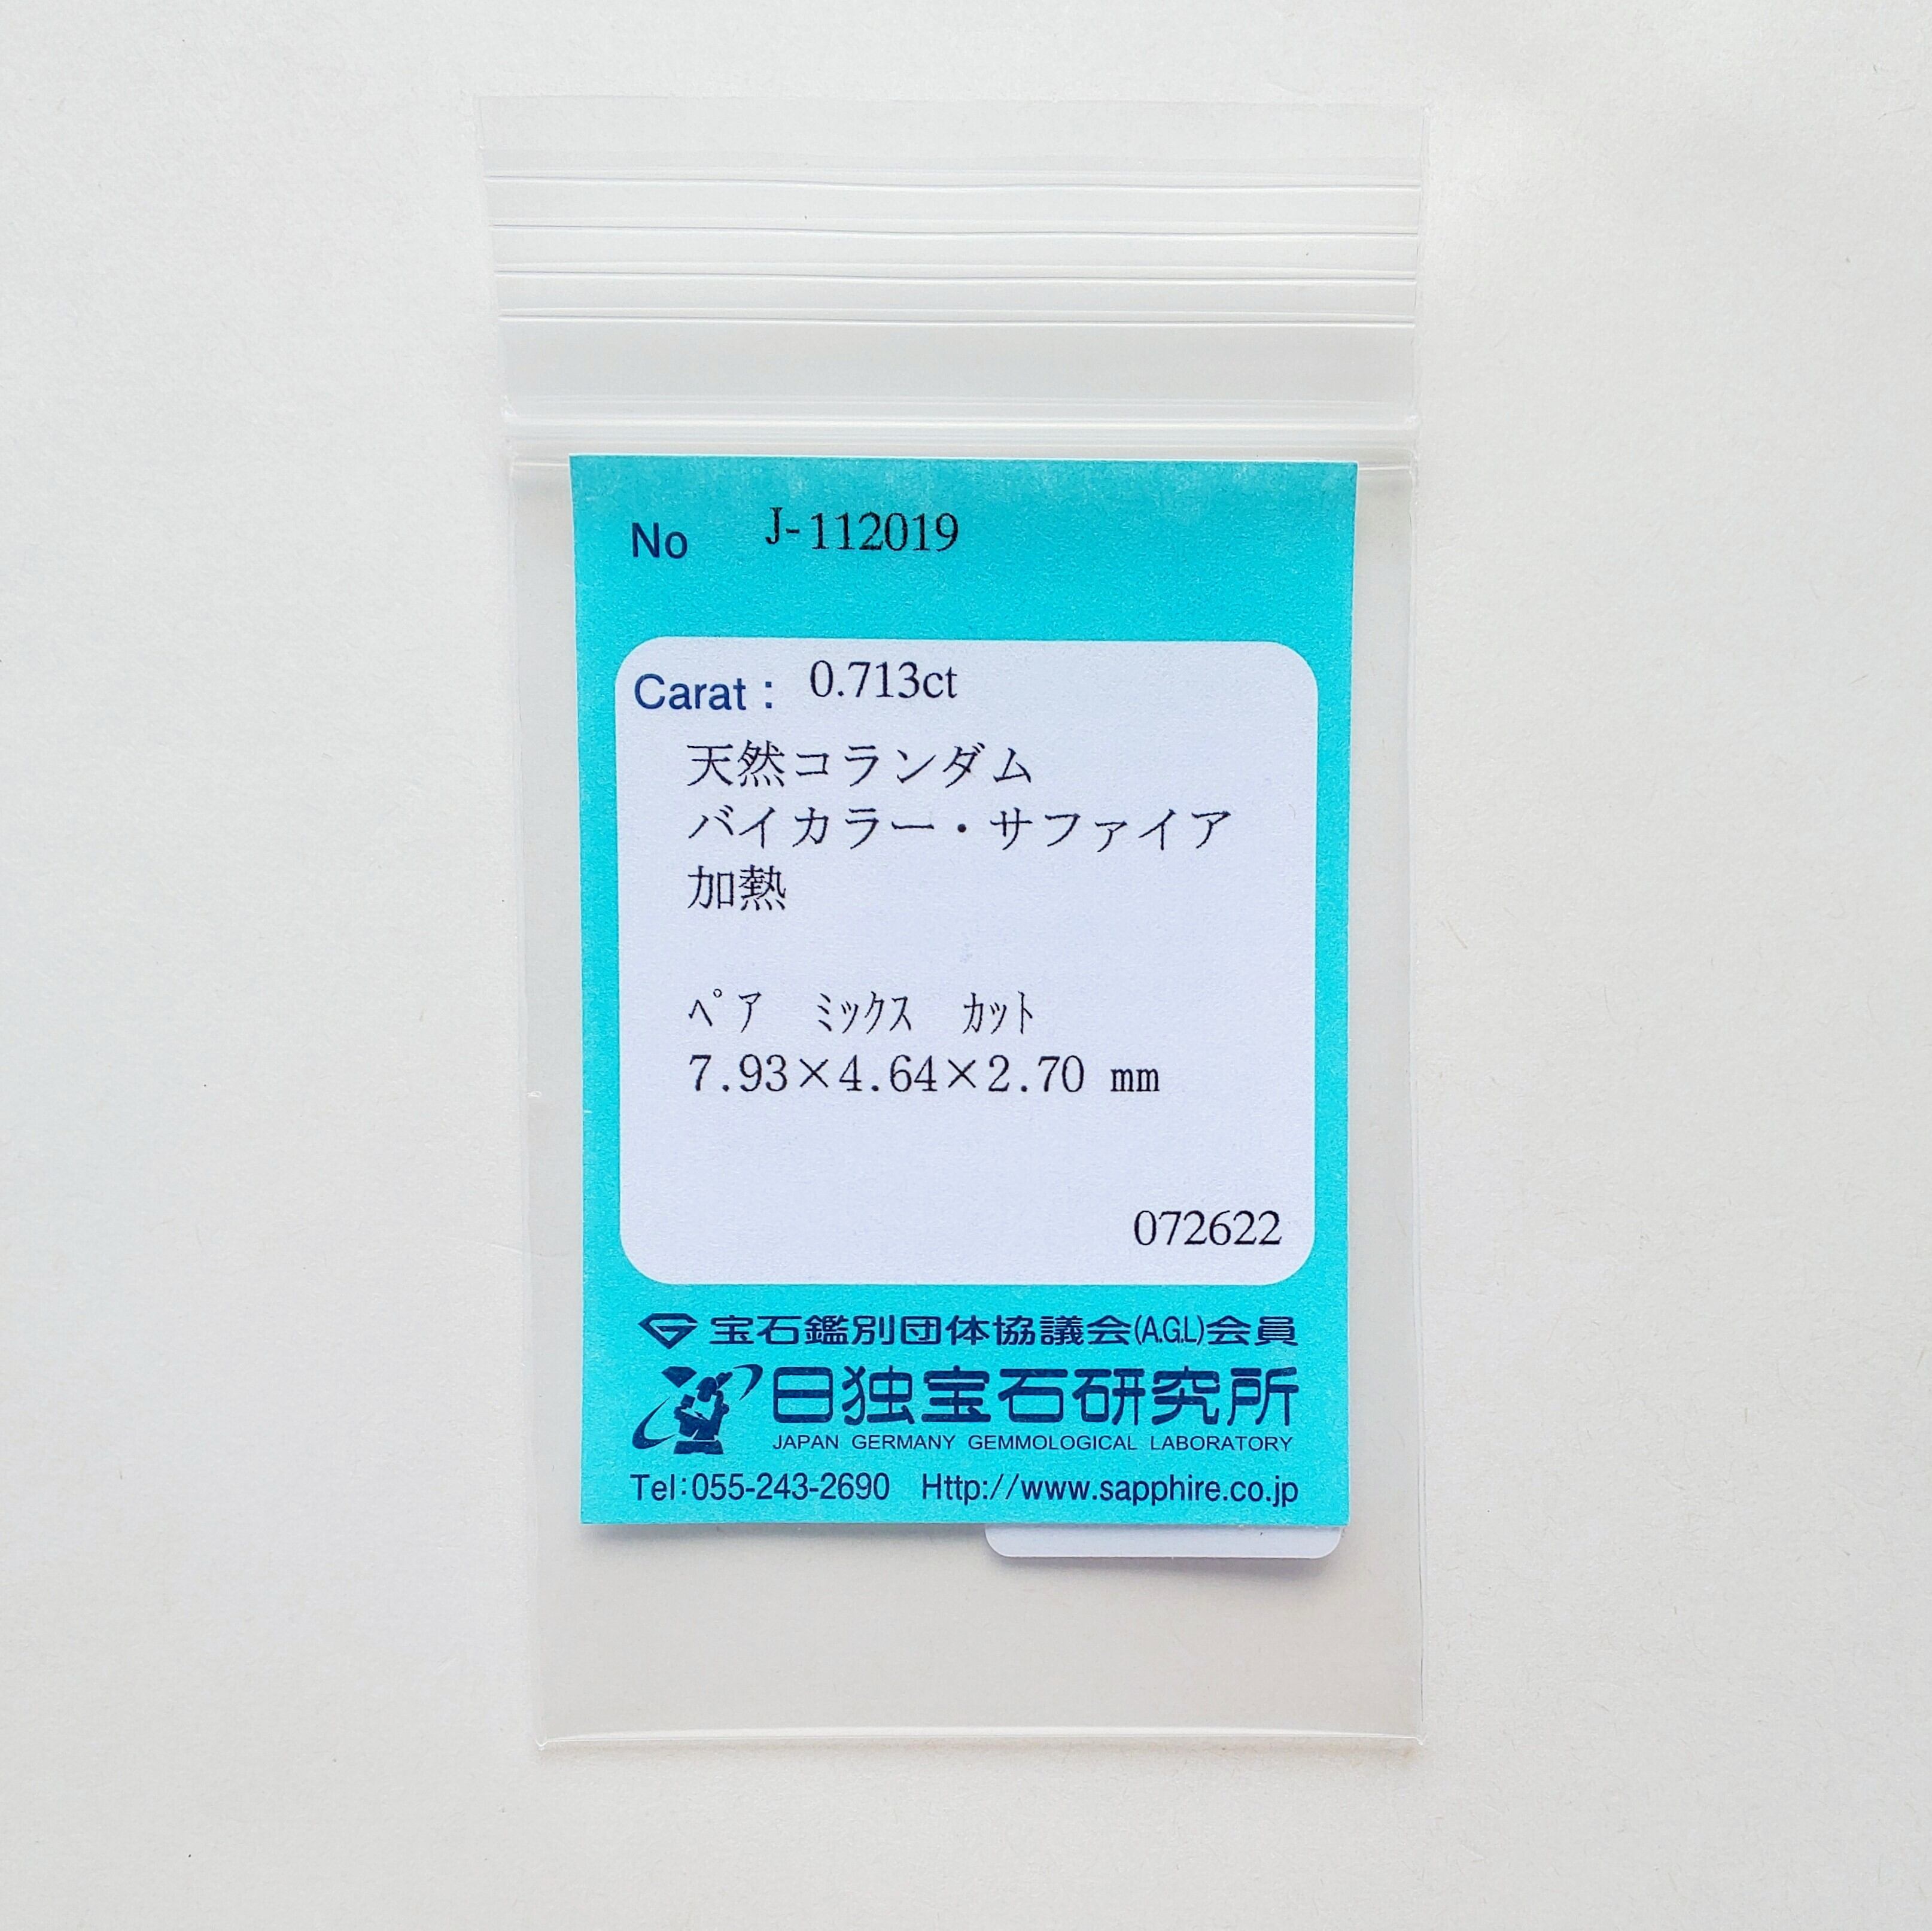 No J-112019
Carat： 0.713ct
天然コランダム
バイカラー・サファイア
加熱
ﾍﾟｱ ﾐｯｸｽ ｶｯﾄ
7.93×4.64×2.70 mm
072622
宝石鑑別団体協議会(A.G.L)会員
日独宝石研究所
JAPAN GERMANY GEMMOLOGICAL LABORATORY
Tel:055-243-2690 Http://www.sapphire.co.jp